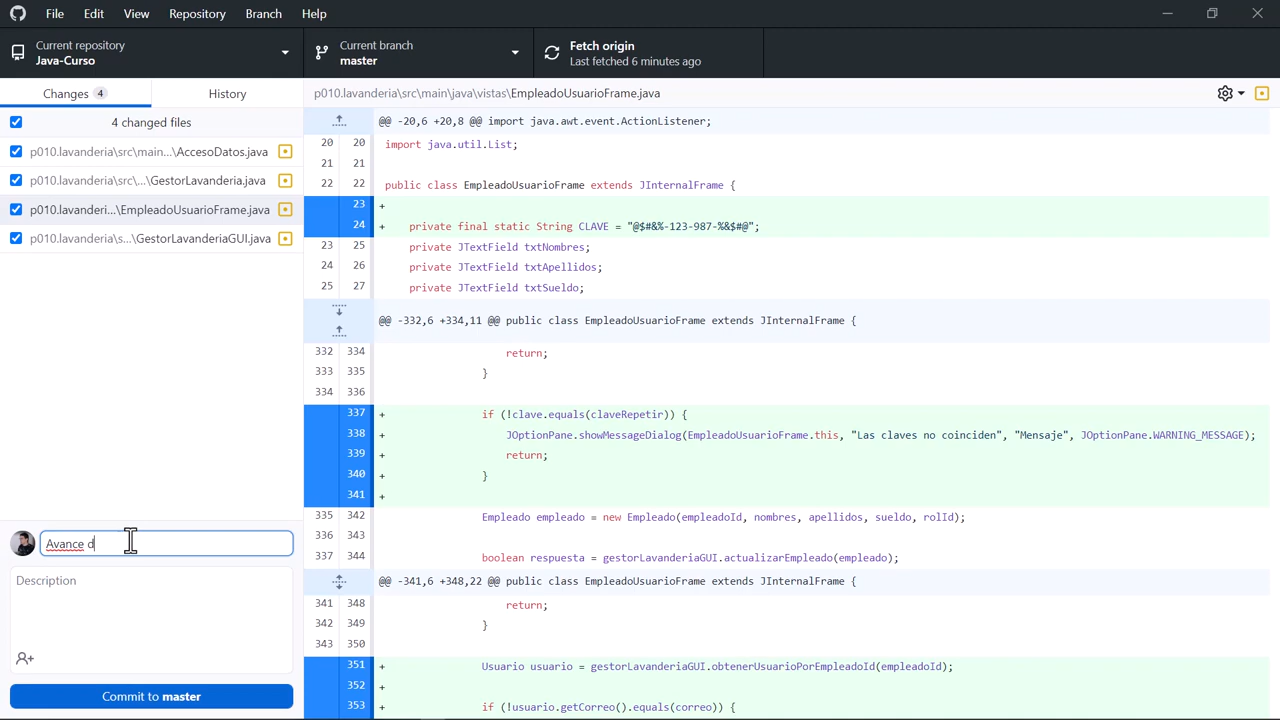 File Edit View Repository Branch Help
Current repository
Java-Curso
Current branch
master
Fetch origin
Last fetched 6 minutes ago
Changes 4
History
p010.lavanderia\src\main\java\vistas\EmpleadoUsuarioFrame.java
4 changed files
p010.lavanderia\src\main...\AccesoDatos.java
p010.lavanderia\src\...\GestorLavanderia.java
p010.lavanderi...\EmpleadoUsuarioFrame.java
p010.lavanderia\s...\GestorLavanderiaGUI.java
Avance d
Description
Commit to master
@@ -20,6 +20,8 @@ import java.awt.event.ActionListener;
20 20 import java.util.List;
21 21
22 22 public class EmpleadoUsuarioFrame extends JInternalFrame {
23 +
24 + private final static String CLAVE = "@$#&%-123-987-%&$#@";
23 25 private JTextField txtNombres;
24 26 private JTextField txtApellidos;
25 27 private JTextField txtSueldo;
@@ -332,6 +334,11 @@ public class EmpleadoUsuarioFrame extends JInternalFrame {
332 334 return;
333 335 }
334 336
337 + if (!clave.equals(claveRepetir)) {
338 + JOptionPane.showMessageDialog(EmpleadoUsuarioFrame.this, "Las claves no coinciden", "Mensaje", JOptionPane.WARNING_MESSAGE);
339 + return;
340 + }
341 +
335 342 Empleado empleado = new Empleado(empleadoId, nombres, apellidos, sueldo, rolId);
336 343
337 344 boolean respuesta = gestorLavanderiaGUI.actualizarEmpleado(empleado);
@@ -341,6 +348,22 @@ public class EmpleadoUsuarioFrame extends JInternalFrame {
341 348 return;
342 349 }
343 350
351 + Usuario usuario = gestorLavanderiaGUI.obtenerUsuarioPorEmpleadoId(empleadoId);
352 +
353 + if (!usuario.getCorreo().equals(correo)) {